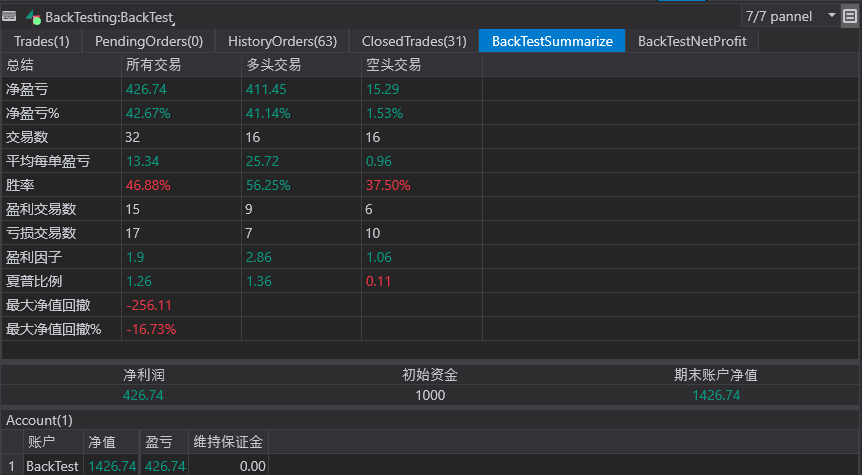 BackTesting:BackTest 7/7 pannel
Trades(1) PendingOrders(0) HistoryOrders(63) ClosedTrades(31) BackTestSummarize BackTestNetProfit
总结 所有交易 多头交易 空头交易
净盈亏 426.74 411.45 15.29
净盈亏% 42.67% 41.14% 1.53%
交易数 32 16 16
平均每单盈亏 13.34 25.72 0.96
胜率 46.88% 56.25% 37.50%
盈利交易数 15 9 6
亏损交易数 17 7 10
盈利因子 1.9 2.86 1.06
夏普比例 1.26 1.36 0.11
最大净值回撤 -256.11
最大净值回撤% -16.73%
净利润 初始资金 期末账户净值
426.74 1000 1426.74
Account(1)
账户 净值 盈亏 维持保证金
1 BackTest 1426.74 426.74 0.00